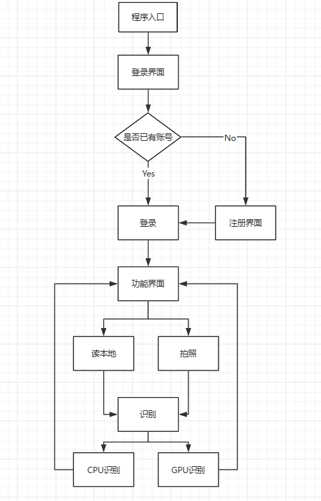 程序入口
登录界面
是否已有账号
No
Yes
登录
注册界面
功能界面
读本地
拍照
识别
CPU识别
GPU识别